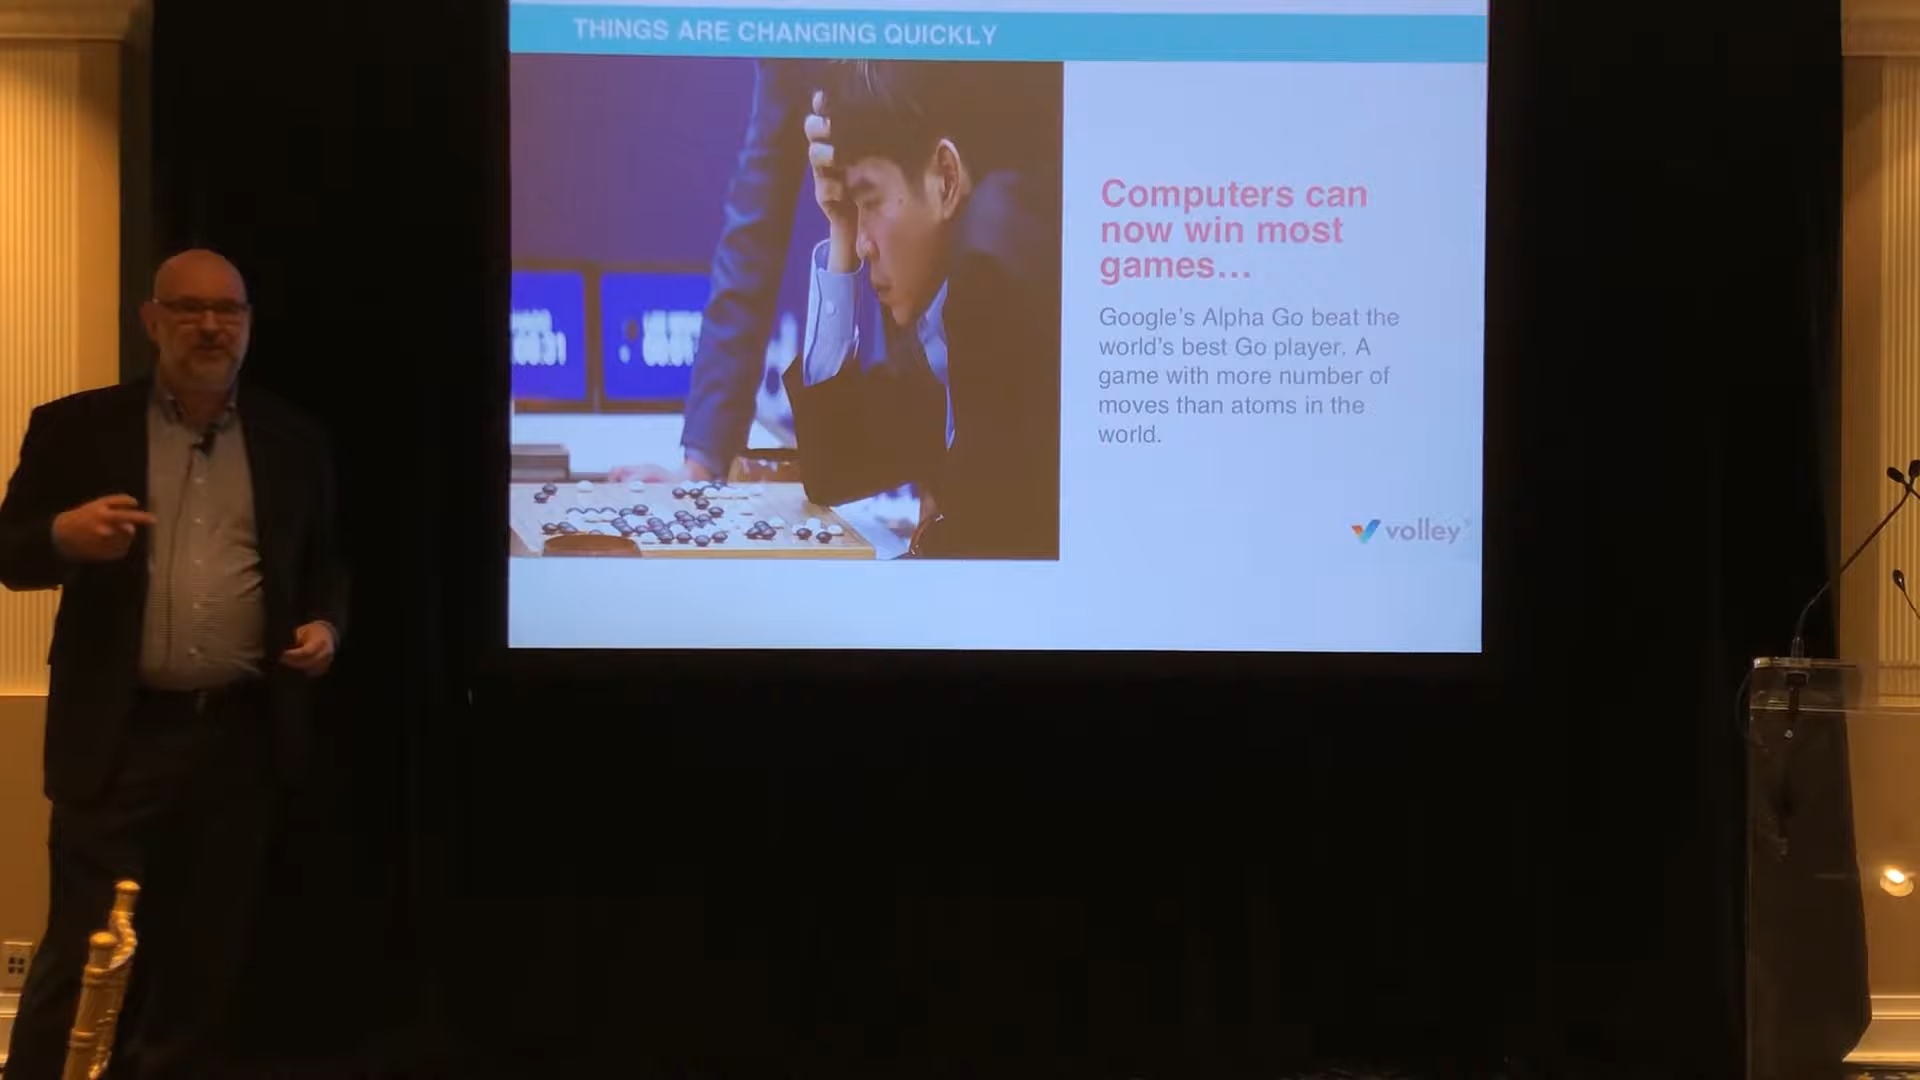 THINGS ARE CHANGING QUICKLY
Computers can
now win most
games...
Google's Alpha Go beat the
world's best Go player. A
game with more number of
moves than atoms in the
world.
volley